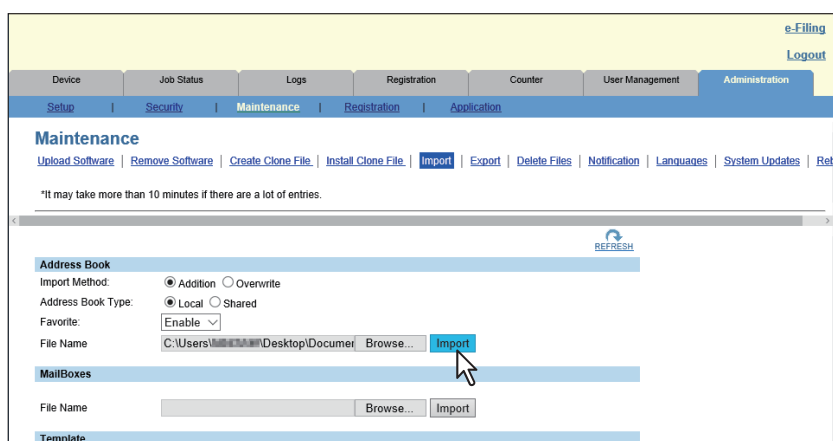 e-Filing
Logout
Device Job Status Logs Registration Counter User Management Administration
Setup | Security | Maintenance | Registration | Application
Maintenance
Upload Software | Remove Software | Create Clone File | Install Clone File | Import | Export | Delete Files | Notification | Languages | System Updates | Reb
*It may take more than 10 minutes if there are a lot of entries.
REFRESH
Address Book
Import Method: Addition Overwrite
Address Book Type: Local Shared
Favorite: Enable
File Name C:\Users\ \Desktop\Documer Browse... Import
MailBoxes
File Name Browse... Import
Template